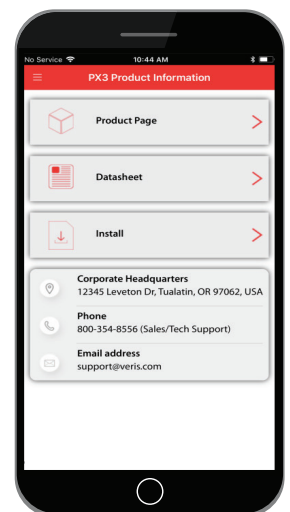 No Service 10:44 AM
PX3 Product Information
Product Page
Datasheet
Install
Corporate Headquarters
12345 Leveton Dr, Tualatin, OR 97062, USA
Phone
800-354-8556 (Sales/Tech Support)
Email address
support@veris.com